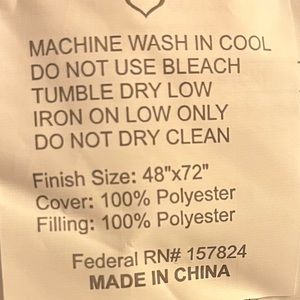 MACHINE WASH IN COOL
DO NOT USE BLEACH
TUMBLE DRY LOW
IRON ON LOW ONLY
DO NOT DRY CLEAN
Finish Size: 48"x72"
Cover: 100% Polyester
Filling: 100% Polyester
Federal RN# 157824
MADE IN CHINA